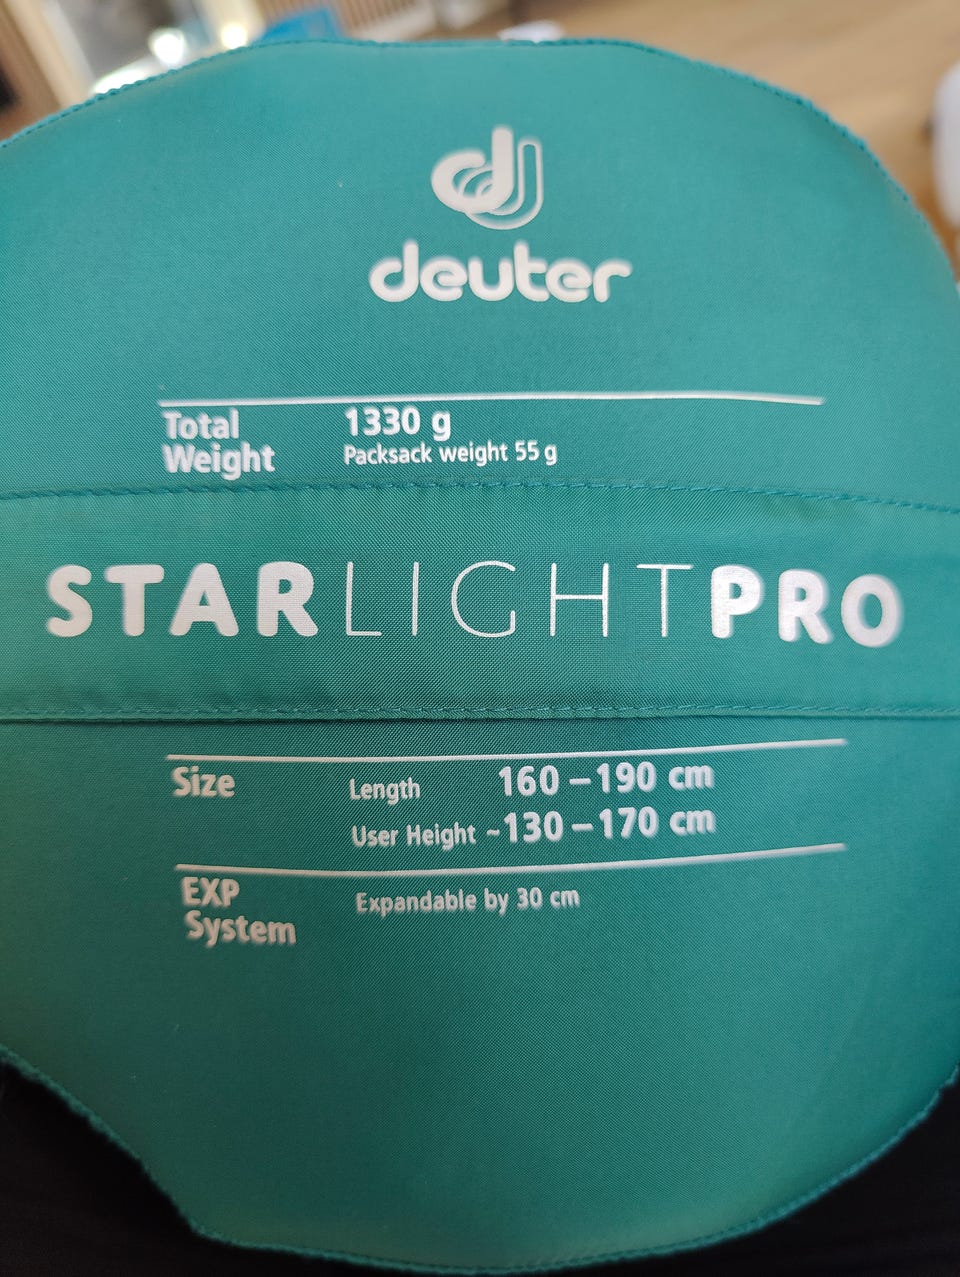 deuter
Total Weight 1330 g
Packsack weight 55 g
STARLIGHTPRO
Size Length 160 – 190 cm
User Height ~130 – 170 cm
EXP System Expandable by 30 cm